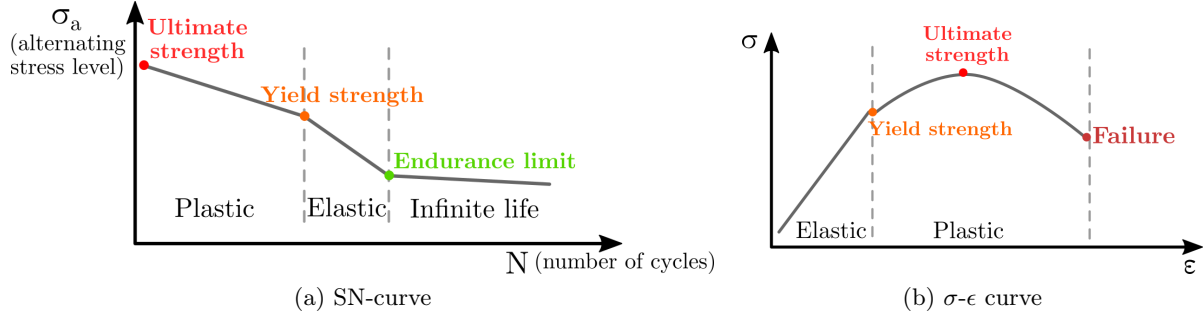 σa
(alternating
stress level)
Ultimate
strength
Yield strength
Endurance limit
Plastic
Elastic
Infinite life
N (number of cycles)
(a) SN-curve
σ
Ultimate
strength
Yield strength
Failure
Elastic
Plastic
ε
(b) σ-ϵ curve